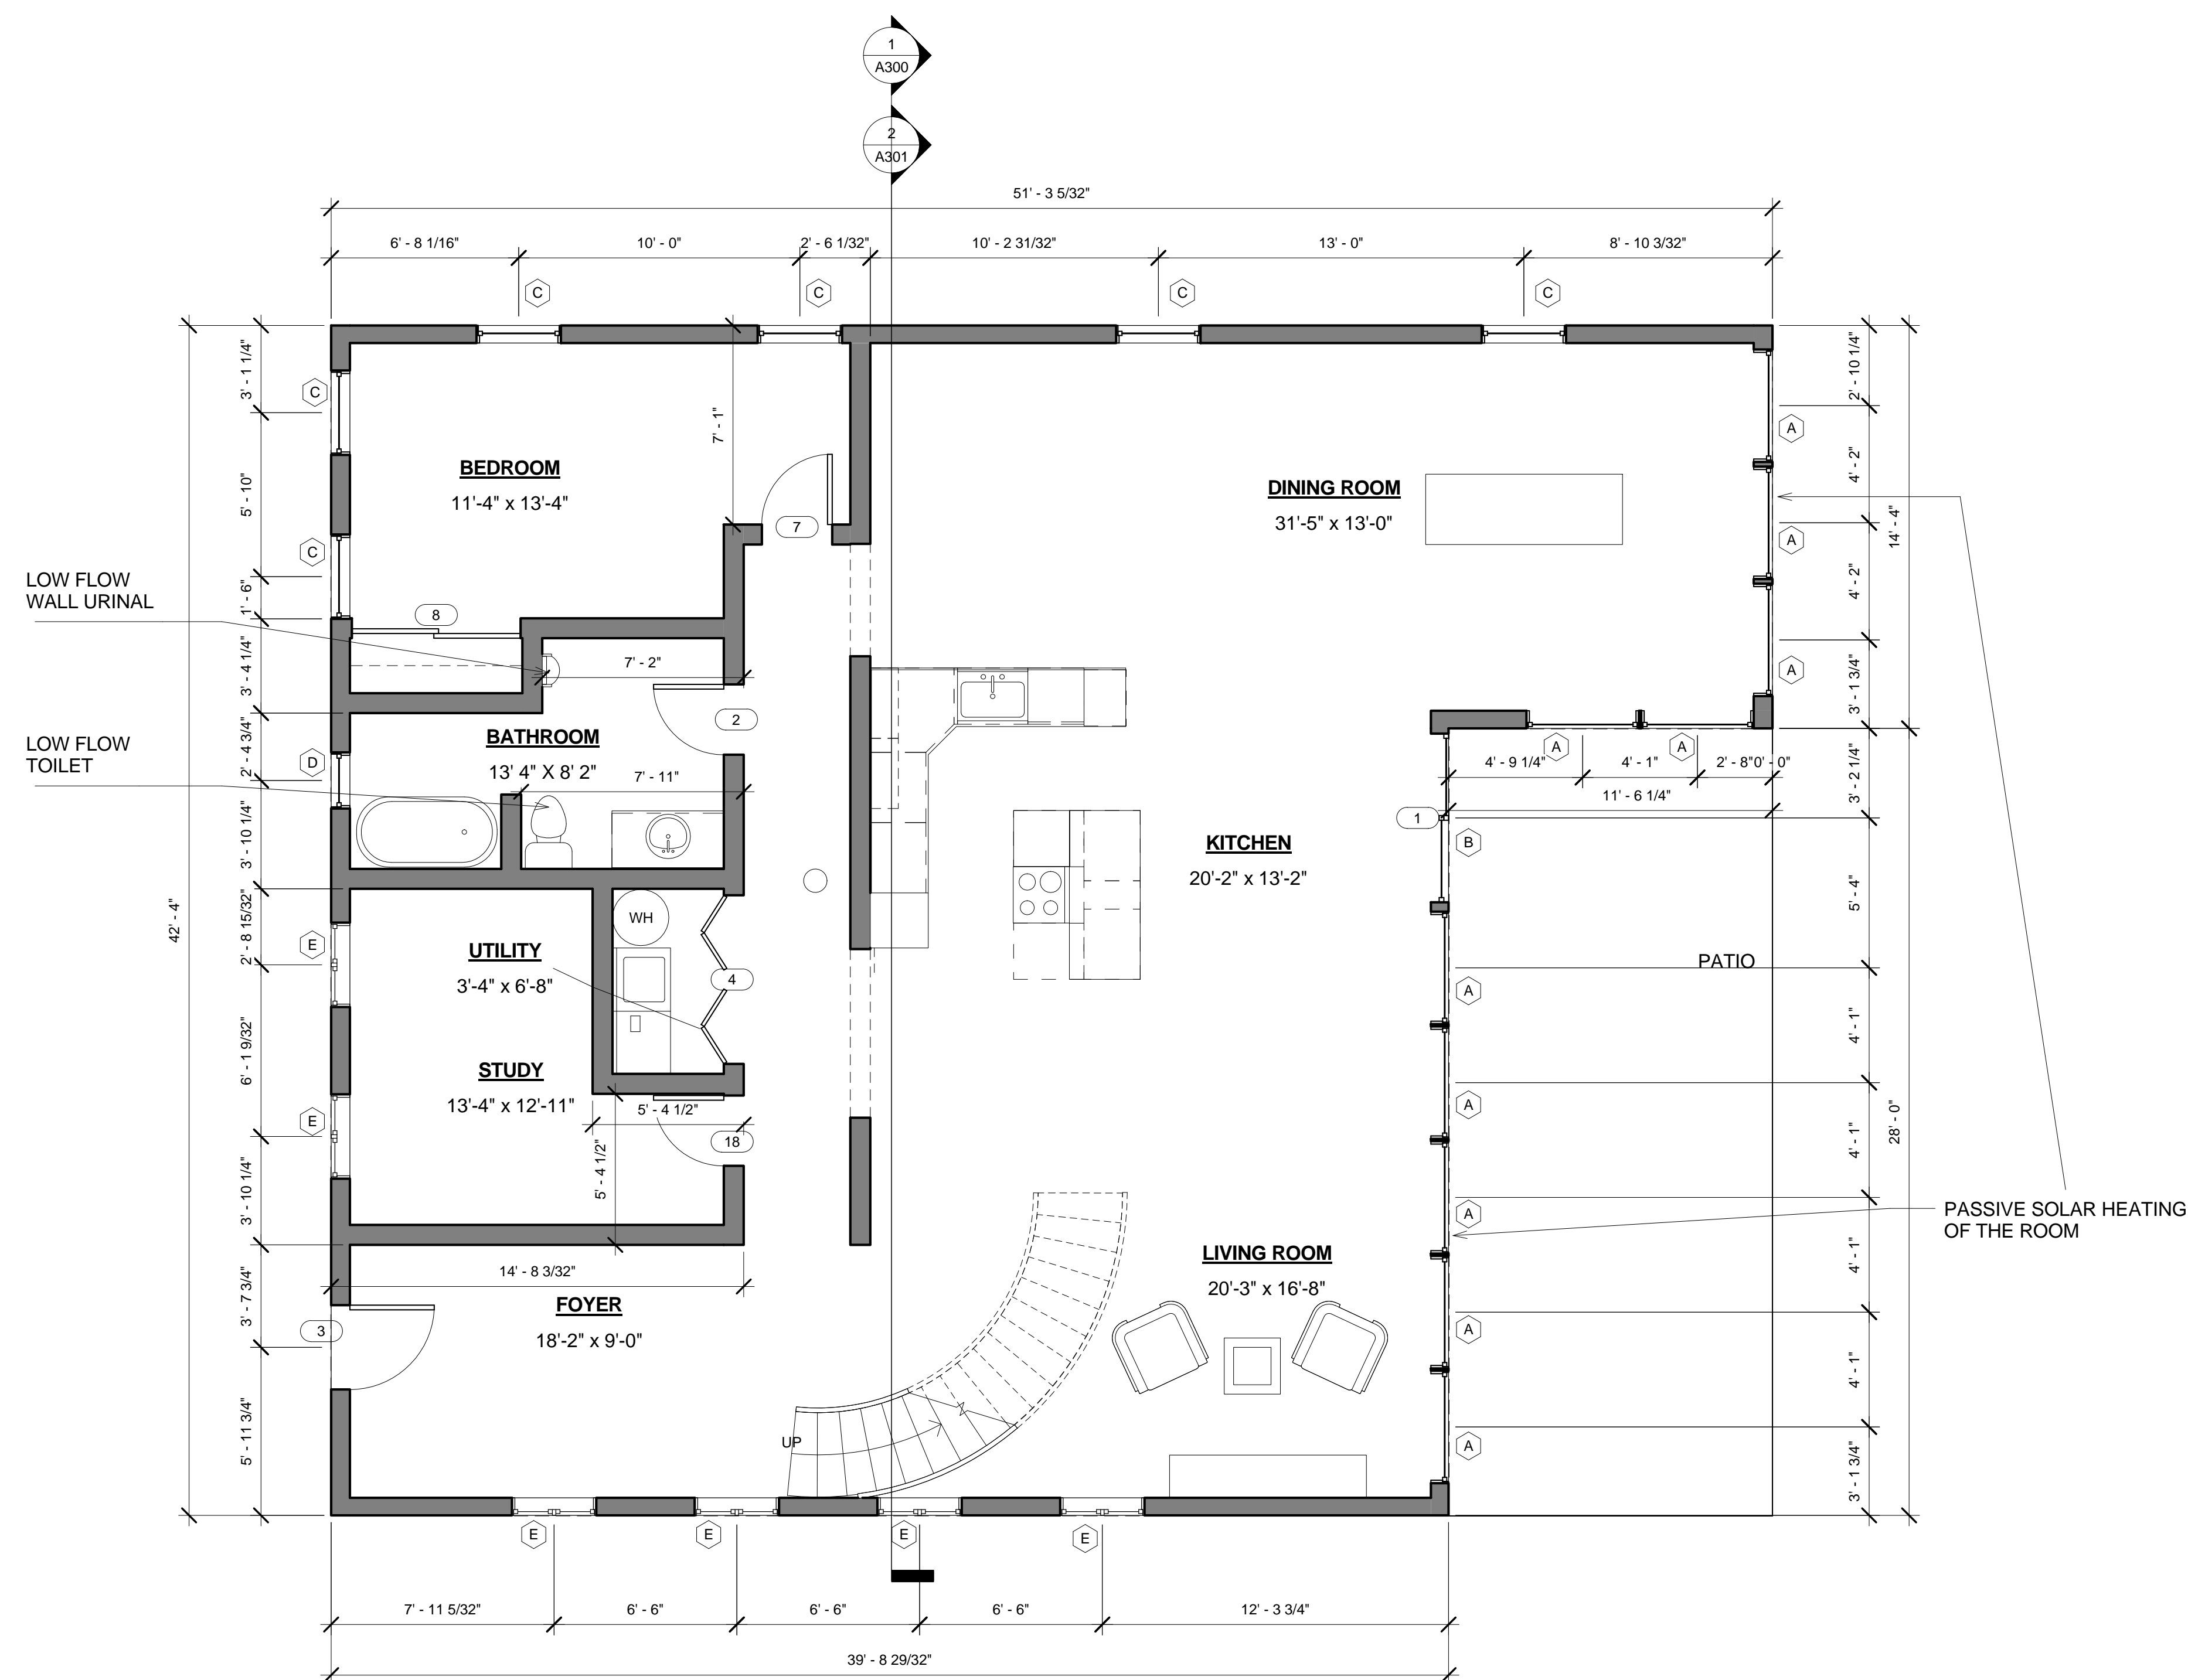 1
A300
2
A301
51' - 3 5/32"
6' - 8 1/16"
10' - 0"
2' - 6 1/32"
10' - 2 31/32"
13' - 0"
8' - 10 3/32"
C
C
C
C
3' - 1 1/4"
5' - 10"
1' - 6"
3' - 4 1/4"
2' - 4 3/4"
3' - 10 1/4"
2' - 8 15/32"
6' - 1 9/32"
3' - 10 1/4"
3' - 7 3/4"
5' - 11 3/4"
42' - 4"
C
C
D
E
E
3
LOW FLOW
WALL URINAL
LOW FLOW
TOILET
BEDROOM
11'-4" x 13'-4"
7' - 1"
7
8
7' - 2"
2
BATHROOM
13' 4" X 8' 2"
7' - 11"
WH
UTILITY
3'-4" x 6'-8"
4
STUDY
13'-4" x 12'-11"
5' - 4 1/2"
5' - 4 1/2"
18
14' - 8 3/32"
FOYER
18'-2" x 9'-0"
UP
DINING ROOM
31'-5" x 13'-0"
KITCHEN
20'-2" x 13'-2"
LIVING ROOM
20'-3" x 16'-8"
1
A
A
A
A
A
4' - 9 1/4"
4' - 1"
2' - 8"
0' - 0"
11' - 6 1/4"
B
A
A
A
A
A
PATIO
2' - 10 1/4"
4' - 2"
4' - 2"
3' - 1 3/4"
3' - 2 1/4"
5' - 4"
4' - 1"
4' - 1"
4' - 1"
4' - 1"
3' - 1 3/4"
14' - 4"
28' - 0"
PASSIVE SOLAR HEATING
OF THE ROOM
E
E
E
E
7' - 11 5/32"
6' - 6"
6' - 6"
6' - 6"
12' - 3 3/4"
39' - 8 29/32"